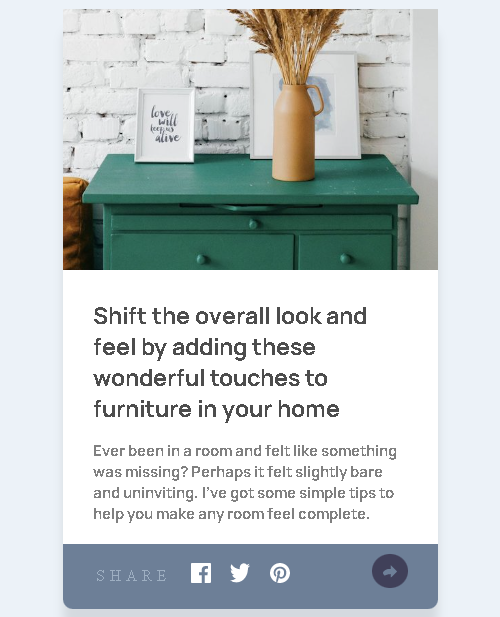 love
will
keep us
alive
Shift the overall look and
feel by adding these
wonderful touches to
furniture in your home
Ever been in a room and felt like something
was missing? Perhaps it felt slightly bare
and uninviting. I've got some simple tips to
help you make any room feel complete.
SHARE